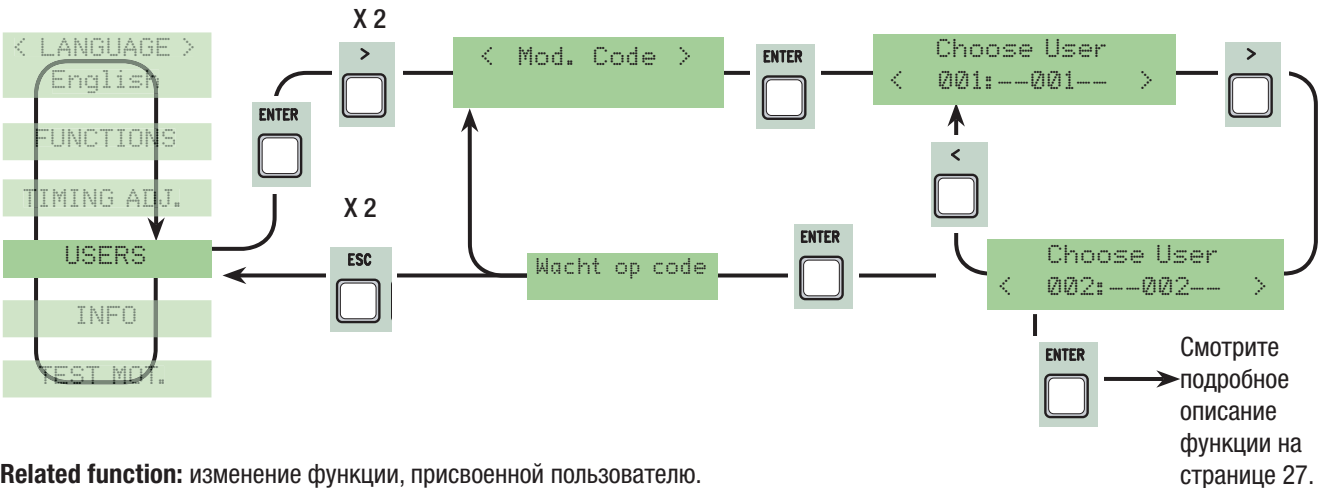 X 2
< LANGUAGE >
English
FUNCTIONS
TIMING ADJ.
USERS
INFO
TEST MOT.
ENTER
>
< Mod. Code >
ENTER
Choose User
< 001:--001-- >
>
<
Choose User
< 002:--002-- >
ENTER
Wacht op code
X 2
ESC
ENTER
Смотрите
подробное
описание
функции на
странице 27.
Related function: изменение функции, присвоенной пользователю.